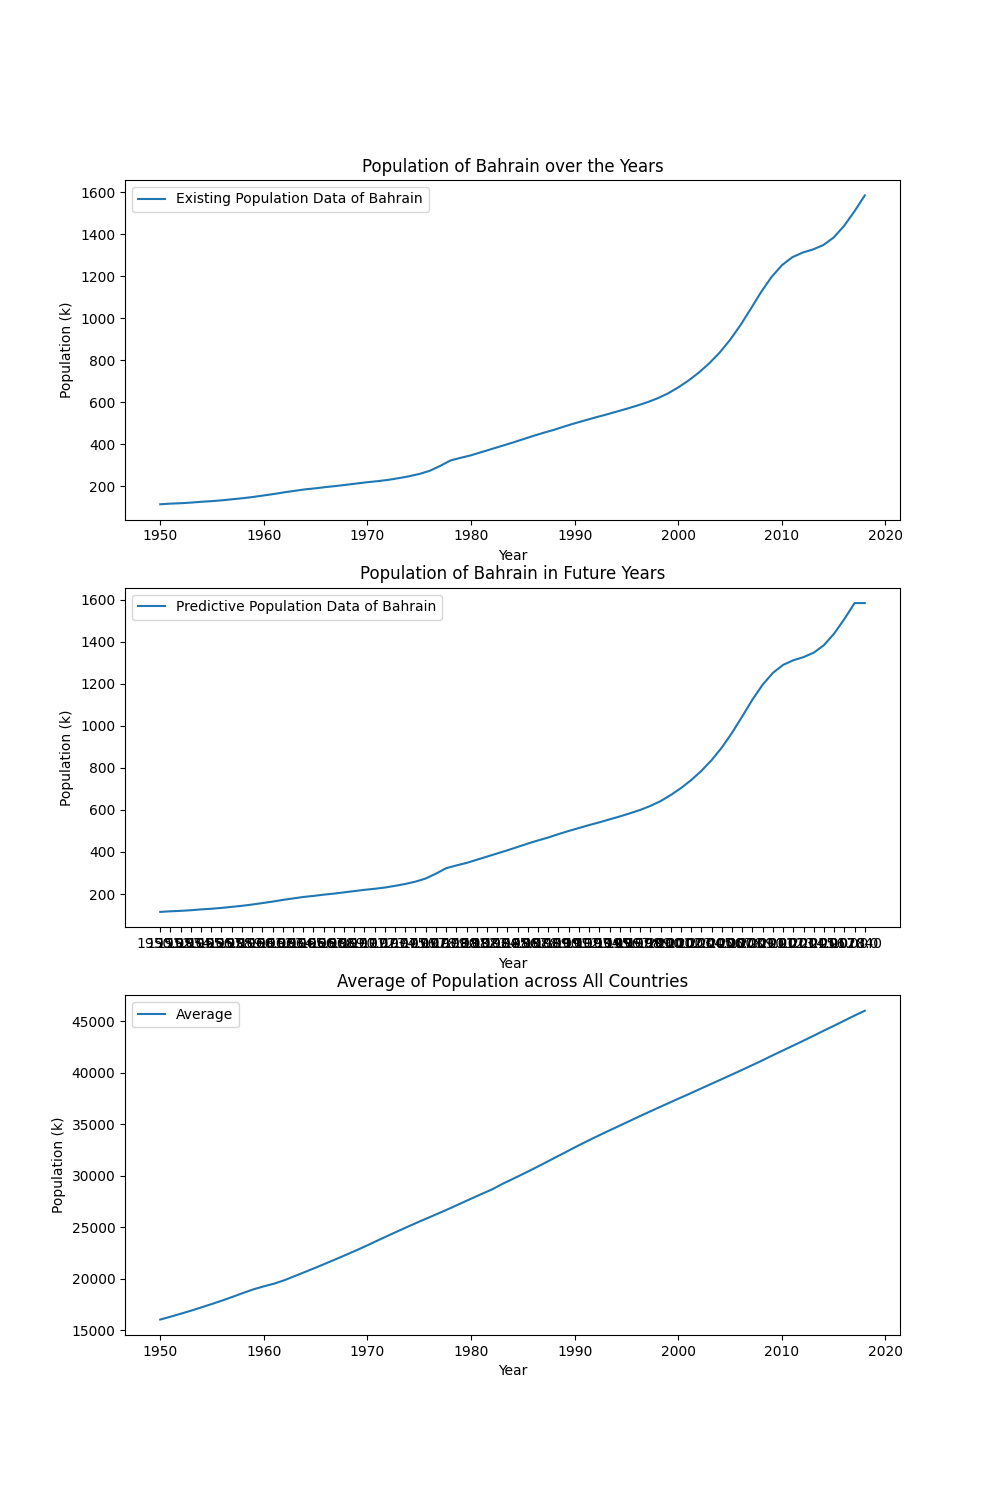 Population of Bahrain over the Years
Existing Population Data of Bahrain
1600
1400
1200
1000
800
600
400
200
Population (k)
1950 1960 1970 1980 1990 2000 2010 2020
Year
Population of Bahrain in Future Years
Predictive Population Data of Bahrain
1600
1400
1200
1000
800
600
400
200
Population (k)
Year
Average of Population across All Countries
Average
45000
40000
35000
30000
25000
20000
15000
Population (k)
1950 1960 1970 1980 1990 2000 2010 2020
Year